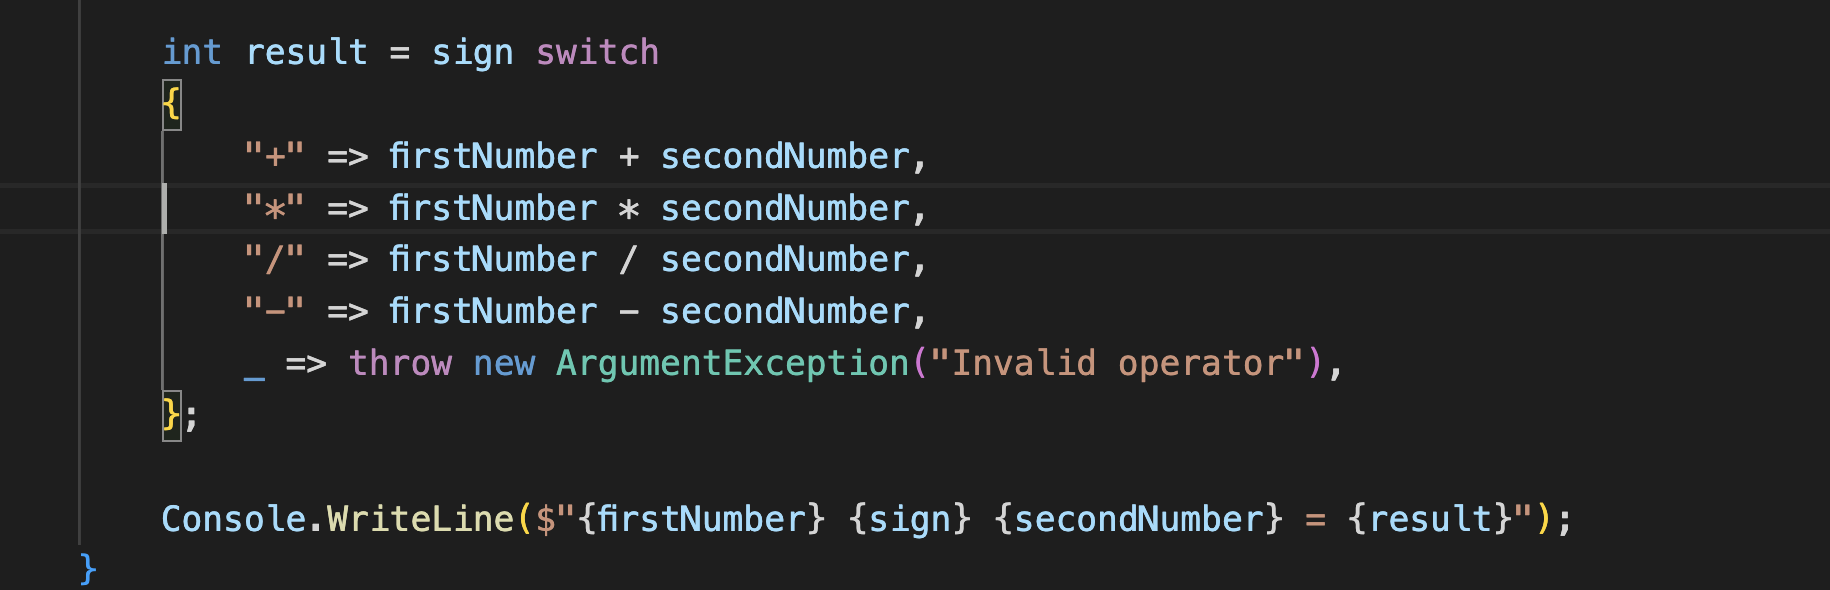 int result = sign switch
{
"+" => firstNumber + secondNumber,
"*" => firstNumber * secondNumber,
"/" => firstNumber / secondNumber,
"-" => firstNumber - secondNumber,
_ => throw new ArgumentException("Invalid operator"),
};
Console.WriteLine($"{firstNumber} {sign} {secondNumber} = {result}");
}